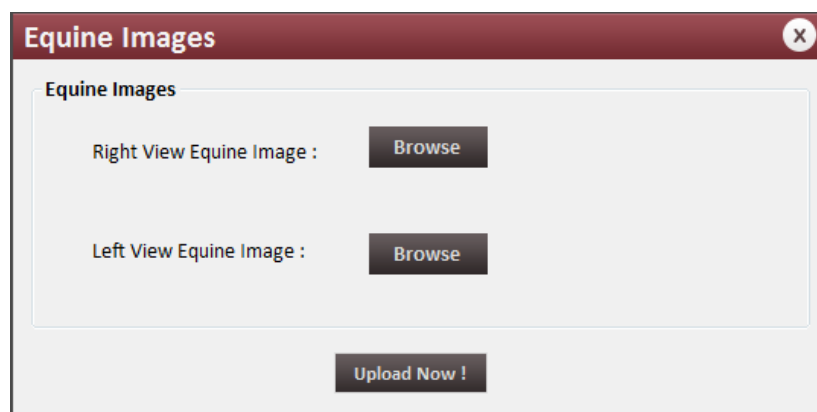 Equine Images
x
Equine Images
Right View Equine Image :
Browse
Left View Equine Image :
Browse
Upload Now !